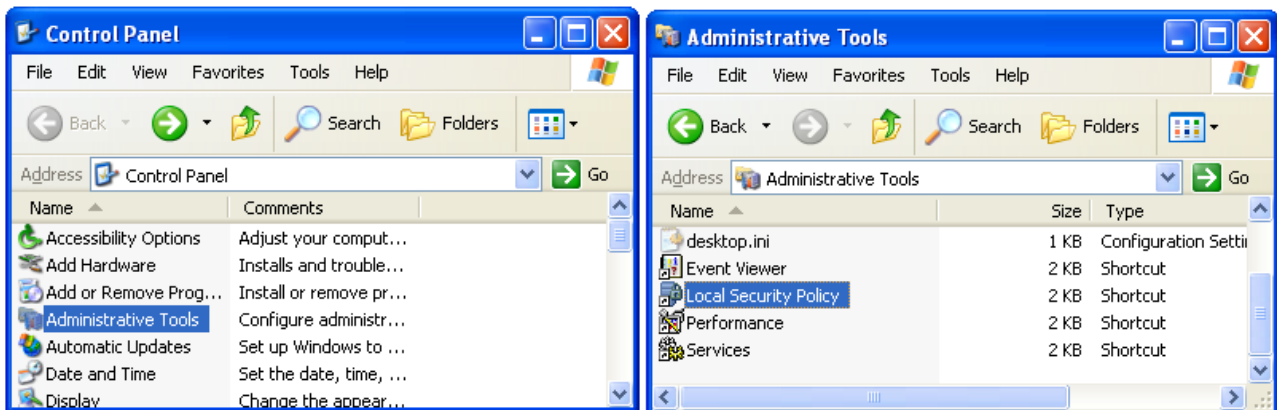 Control Panel
File Edit View Favorites Tools Help
Back Search Folders
Address Control Panel Go
Name Comments
Accessibility Options Adjust your comput...
Add Hardware Installs and trouble...
Add or Remove Prog... Install or remove pr...
Administrative Tools Configure administr...
Automatic Updates Set up Windows to ...
Date and Time Set the date, time, ...
Display Change the appear...
Administrative Tools
File Edit View Favorites Tools Help
Back Search Folders
Address Administrative Tools Go
Name Size Type
desktop.ini 1 KB Configuration Settin
Event Viewer 2 KB Shortcut
Local Security Policy 2 KB Shortcut
Performance 2 KB Shortcut
Services 2 KB Shortcut